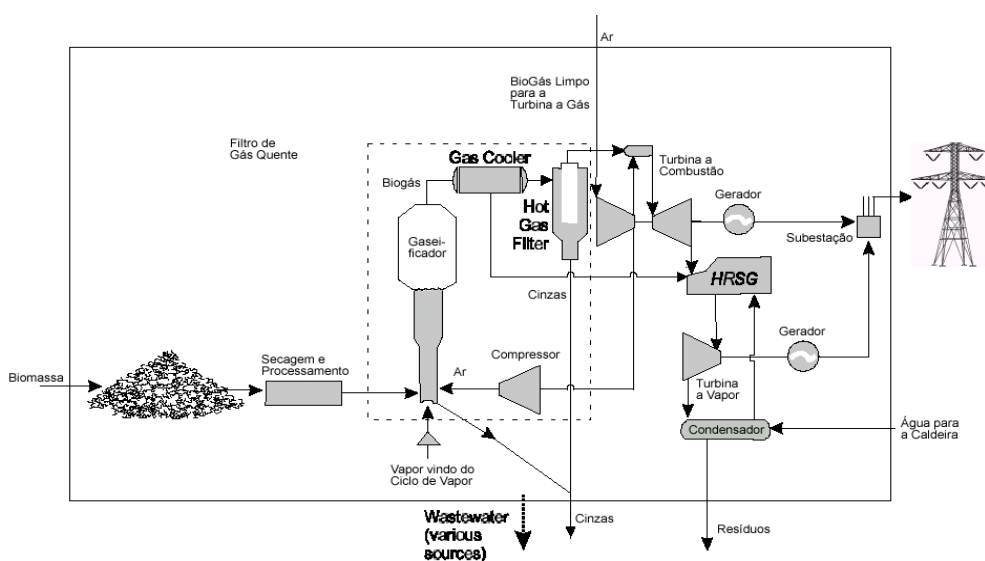 Ar
BioGás Limpo
para a
Turbina a Gás
Filtro de
Gás Quente
Gas Cooler
Biogás
Turbina a
Combustão
Gerador
Hot
Gas
Filter
Gasei-
ficador
Subestação
HRSG
Cinzas
Gerador
Compressor
Secagem e
Processamento
Ar
Biomassa
Turbina
a Vapor
Condensador
Água para
a Caldeira
Vapor vindo do
Ciclo de Vapor
Wastewater
(various
sources)
Cinzas
Resíduos